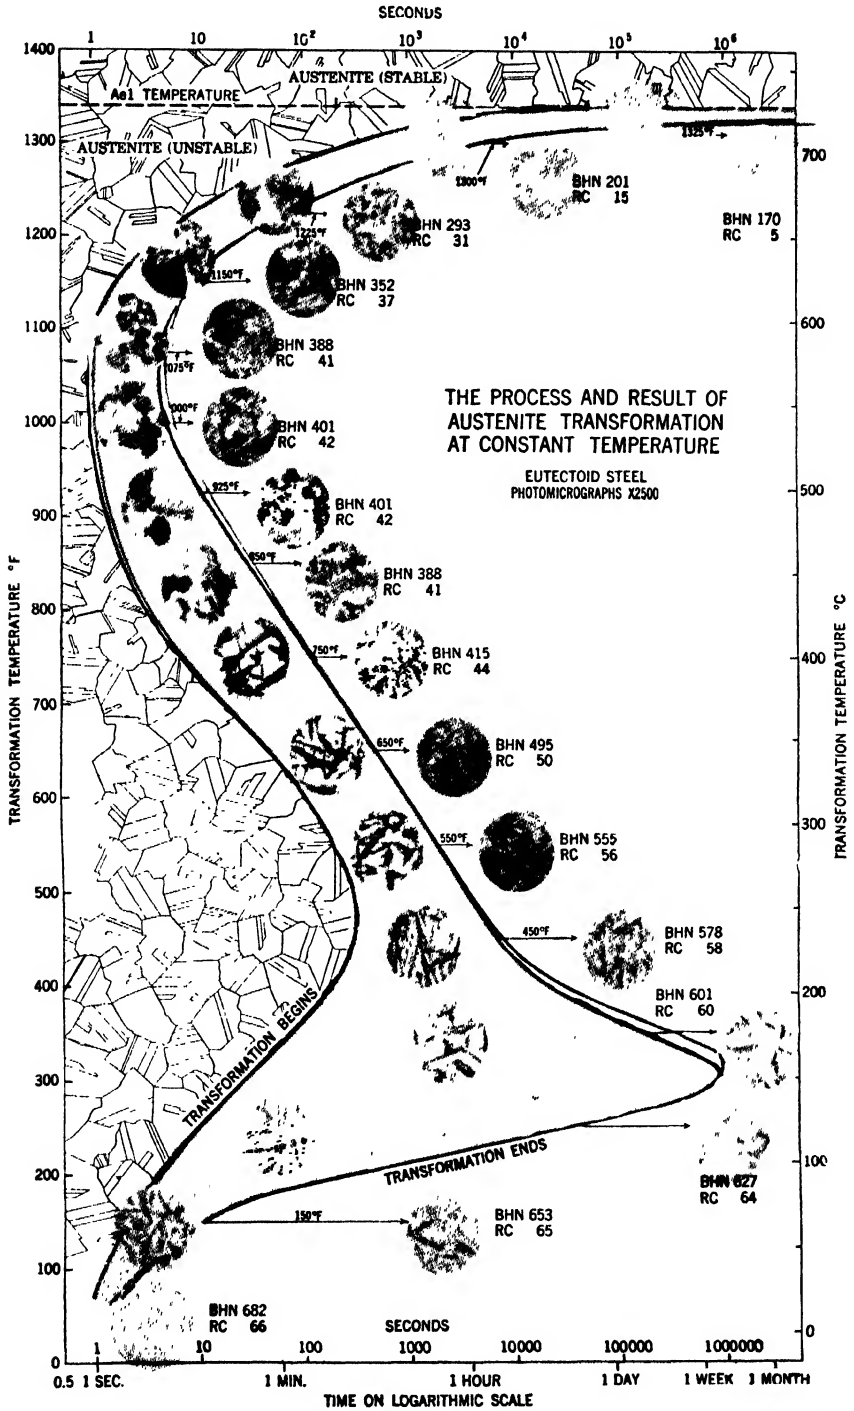 SECONDS
1 10 10² 10³ 10⁴ 10⁵ 10⁶
1400
AUSTENITE (STABLE)
Ae1 TEMPERATURE
1300
AUSTENITE (UNSTABLE)
1325°F
700
1300°F
BHN 201
RC 15
1200
1225°F
BHN 293
RC 31
BHN 170
RC 5
1150°F
BHN 352
RC 37
1100
600
BHN 388
RC 41
075°F
THE PROCESS AND RESULT OF
AUSTENITE TRANSFORMATION
AT CONSTANT TEMPERATURE
EUTECTOID STEEL
PHOTOMICROGRAPHS X2500
000°F
1000
BHN 401
RC 42
925°F
500
BHN 401
RC 42
900
850°F
BHN 388
RC 41
800
750°F
BHN 415
RC 44
400
700
650°F
BHN 495
RC 50
600
550°F
BHN 555
RC 56
300
500
450°F
BHN 578
RC 58
400
BHN 601
RC 60
200
300
TRANSFORMATION BEGINS
200
TRANSFORMATION ENDS
100
BHN 627
RC 64
150°F
BHN 653
RC 65
100
BHN 682
RC 66
SECONDS
0
1 10 100 1000 10000 100000 1000000
0
0.5 1 SEC. 1 MIN. 1 HOUR 1 DAY 1 WEEK 1 MONTH
TIME ON LOGARITHMIC SCALE
TRANSFORMATION TEMPERATURE °F
TRANSFORMATION TEMPERATURE °C